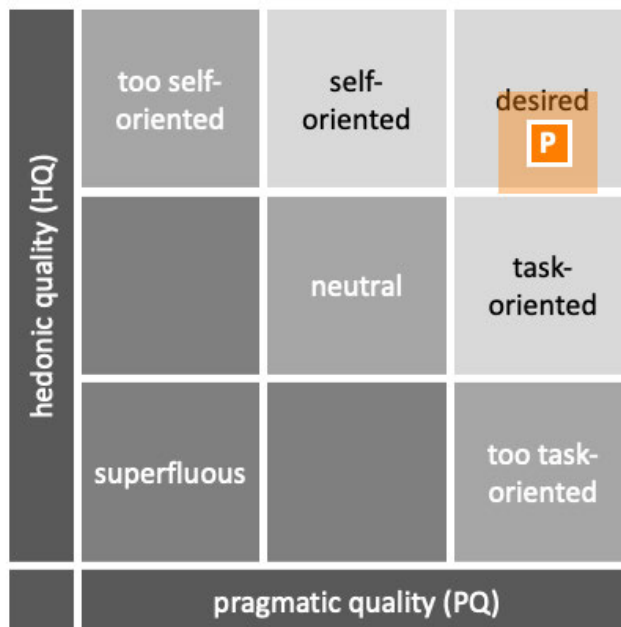 too self-
oriented
self-
oriented
desired
P
hedonic quality (HQ)
neutral
task-
oriented
superfluous
too task-
oriented
pragmatic quality (PQ)